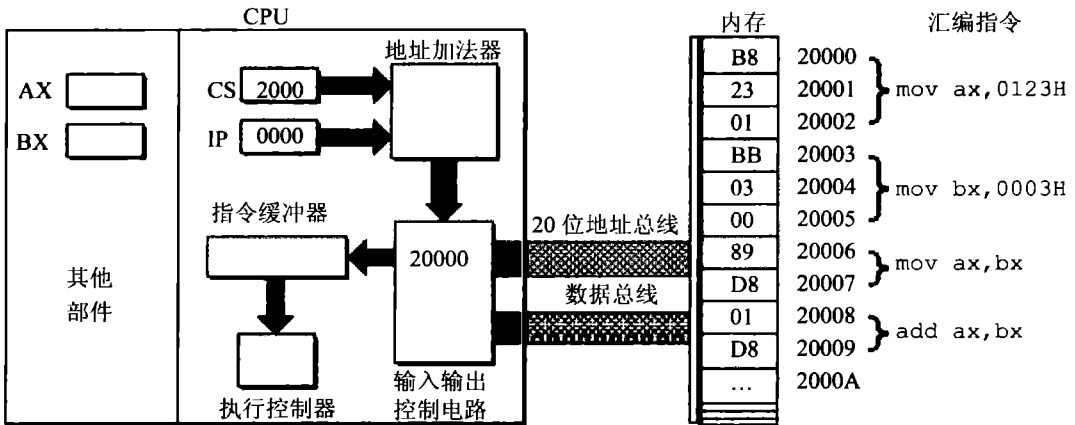 CPU
内存
汇编指令
地址加法器
AX
BX
CS 2000
IP 0000
指令缓冲器
20000
其他
部件
执行控制器
输入输出
控制电路
20 位地址总线
数据总线
B8 20000
23 20001
01 20002
mov ax,0123H
BB 20003
03 20004
00 20005
mov bx,0003H
89 20006
D8 20007
mov ax,bx
01 20008
D8 20009
add ax,bx
… 2000A